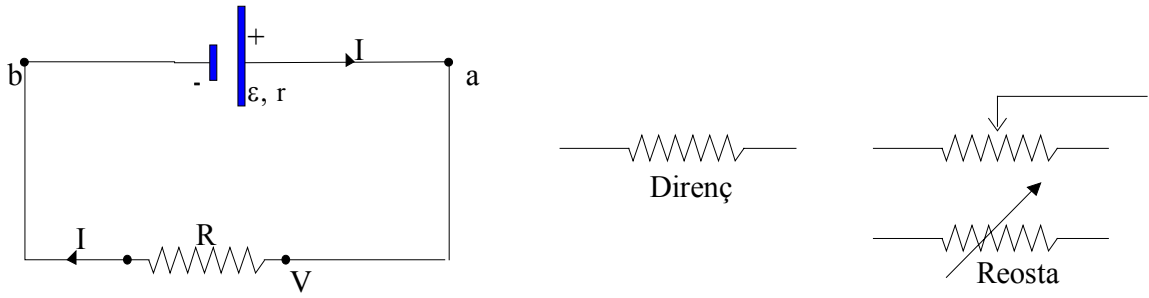 +
I
b
a
-
ε, r
Direnç
I
R
V
Reosta